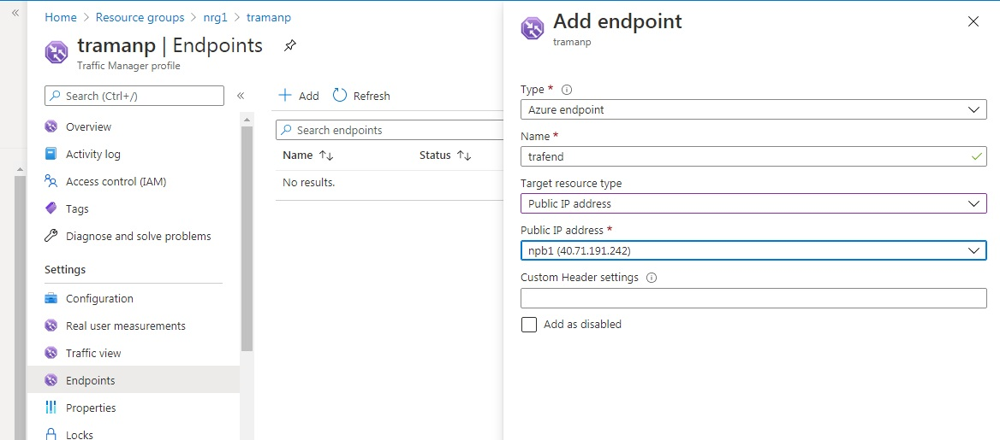 «
Home > Resource groups > nrg1 > tramanp
tramanp | Endpoints
Traffic Manager profile
Search (Ctrl+/)
«
Overview
Activity log
Access control (IAM)
Tags
Diagnose and solve problems
Settings
Configuration
Real user measurements
Traffic view
Endpoints
Properties
Locks
+ Add
Refresh
Search endpoints
Name ↑↓ Status ↑↓
No results.
Add endpoint
tramanp
Type *
Azure endpoint
Name *
trafend
Target resource type
Public IP address
Public IP address *
npb1 (40.71.191.242)
Custom Header settings
Add as disabled